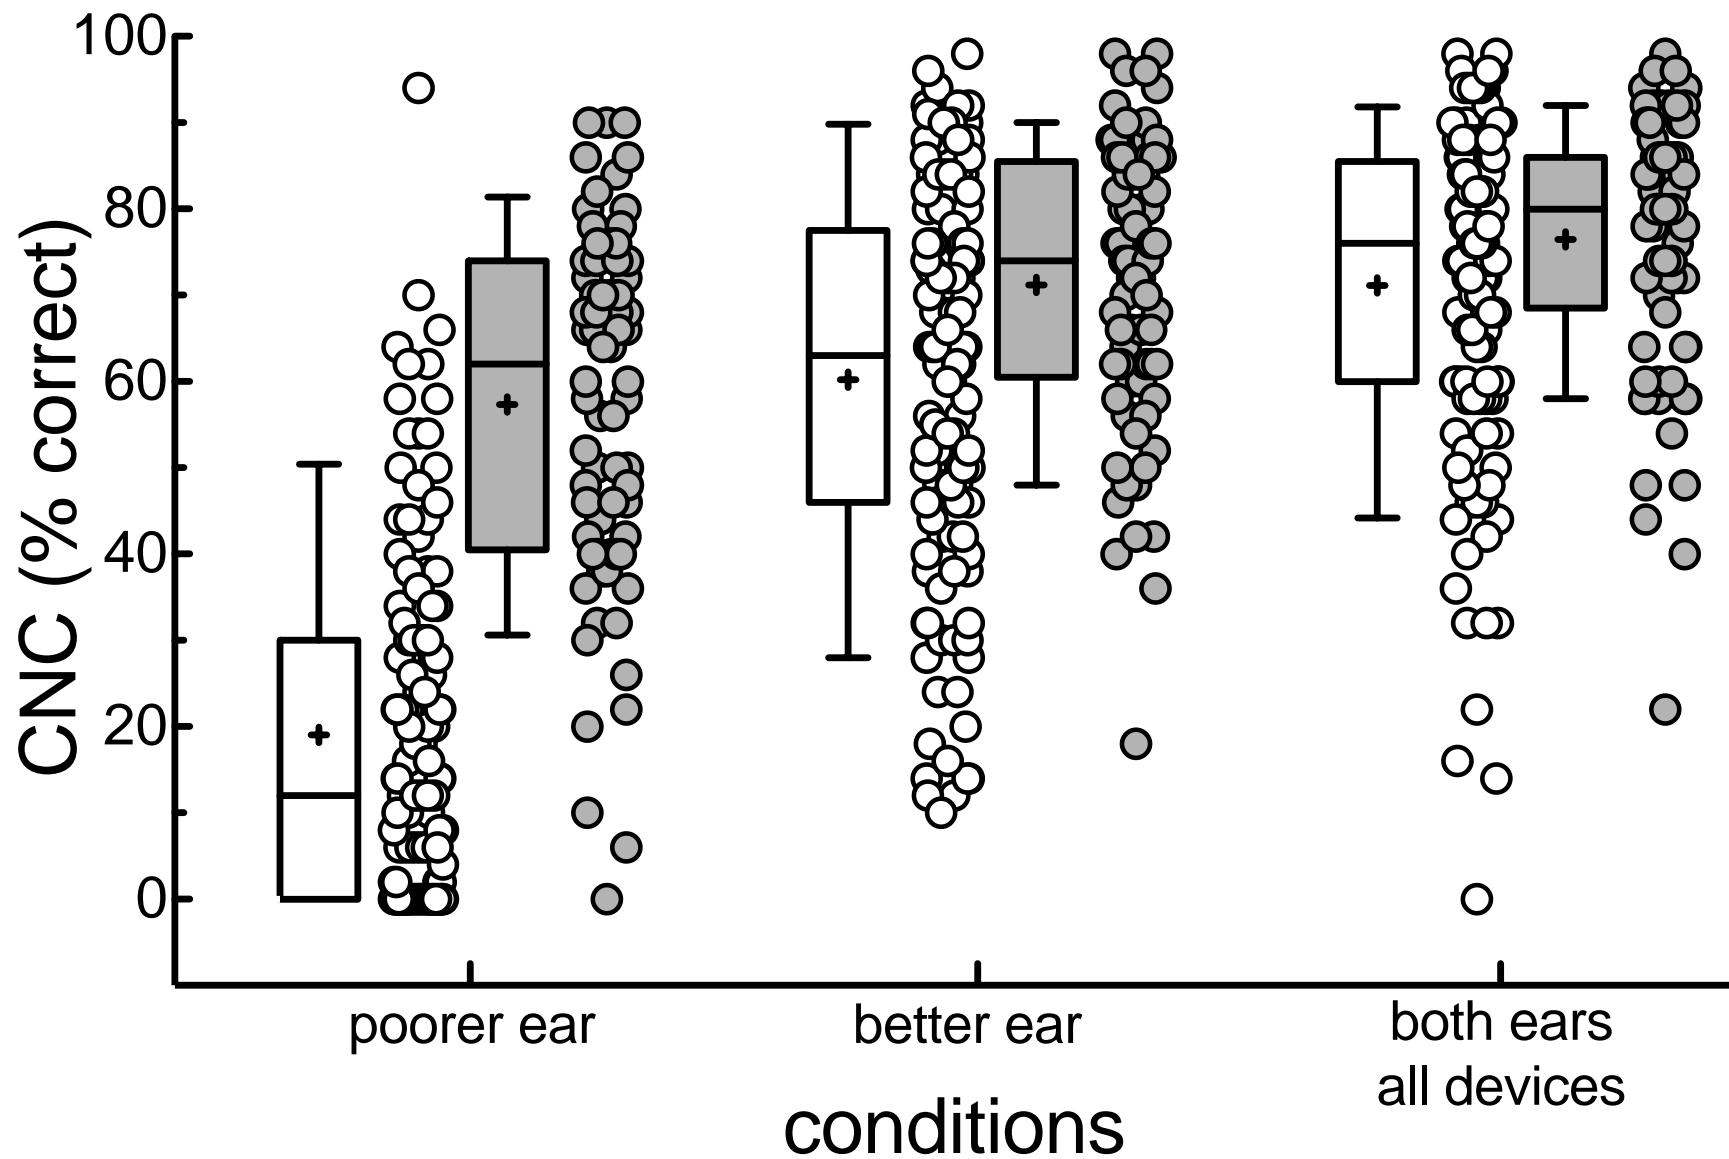 CNC (% correct)
100
80
60
40
20
0
poorer ear
better ear
both ears
all devices
conditions